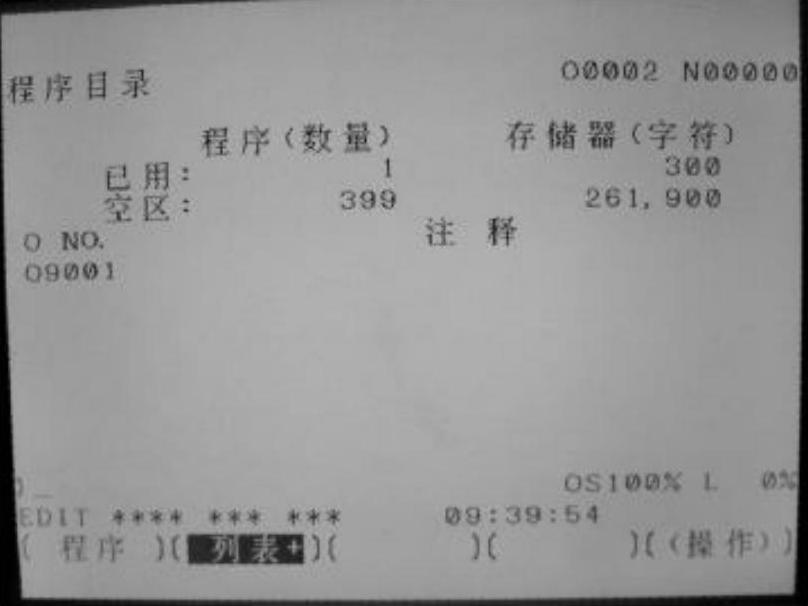 程序目录 O0002 N00000
程序(数量) 存储器(字符)
已用: 1 300
空区: 399 261,900
O NO. 注 释
O9001
)_ OS100% L 0%
EDIT **** *** *** 09:39:54
( 程序 )( 列表+ )( )( )( (操作) )